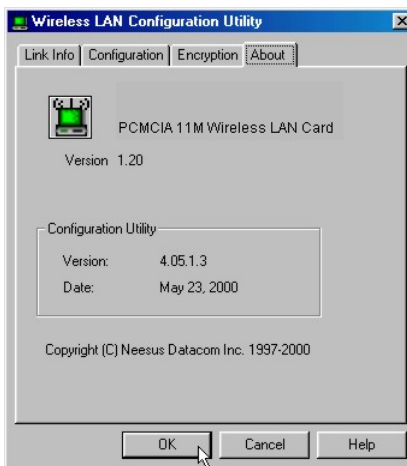 Wireless LAN Configuration Utility
Link Info Configuration Encryption About
PCMCIA 11M Wireless LAN Card
Version 1.20
Configuration Utility
Version: 4.05.1.3
Date: May 23, 2000
Copyright (C) Neesus Datacom Inc. 1997-2000
OK Cancel Help